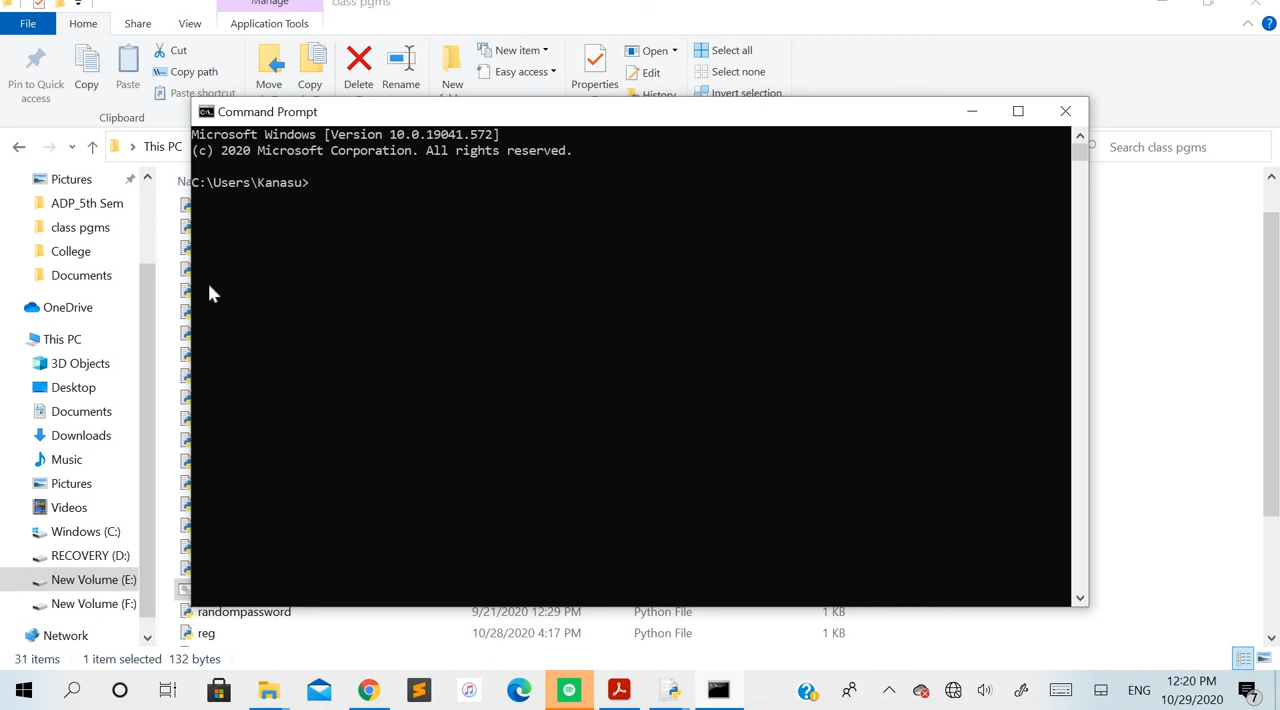 Manage
class pgms
File
Home
Share
View
Application Tools
Pin to Quick access
Copy
Paste
Cut
Copy path
Paste shortcut
Clipboard
Move
Copy
Delete
Rename
New
New item
Easy access
Properties
Open
Edit
History
Select all
Select none
Invert selection
This PC
Search class pgms
Command Prompt
Microsoft Windows [Version 10.0.19041.572]
(c) 2020 Microsoft Corporation. All rights reserved.
C:\Users\Kanasu>
Pictures
ADP_5th Sem
class pgms
College
Documents
OneDrive
This PC
3D Objects
Desktop
Documents
Downloads
Music
Pictures
Videos
Windows (C:)
RECOVERY (D:)
New Volume (E:)
New Volume (F:)
Network
randompassword 9/21/2020 12:29 PM Python File 1 KB
reg 10/28/2020 4:17 PM Python File 1 KB
31 items 1 item selected 132 bytes
ENG
12:20 PM
10/29/2020
7